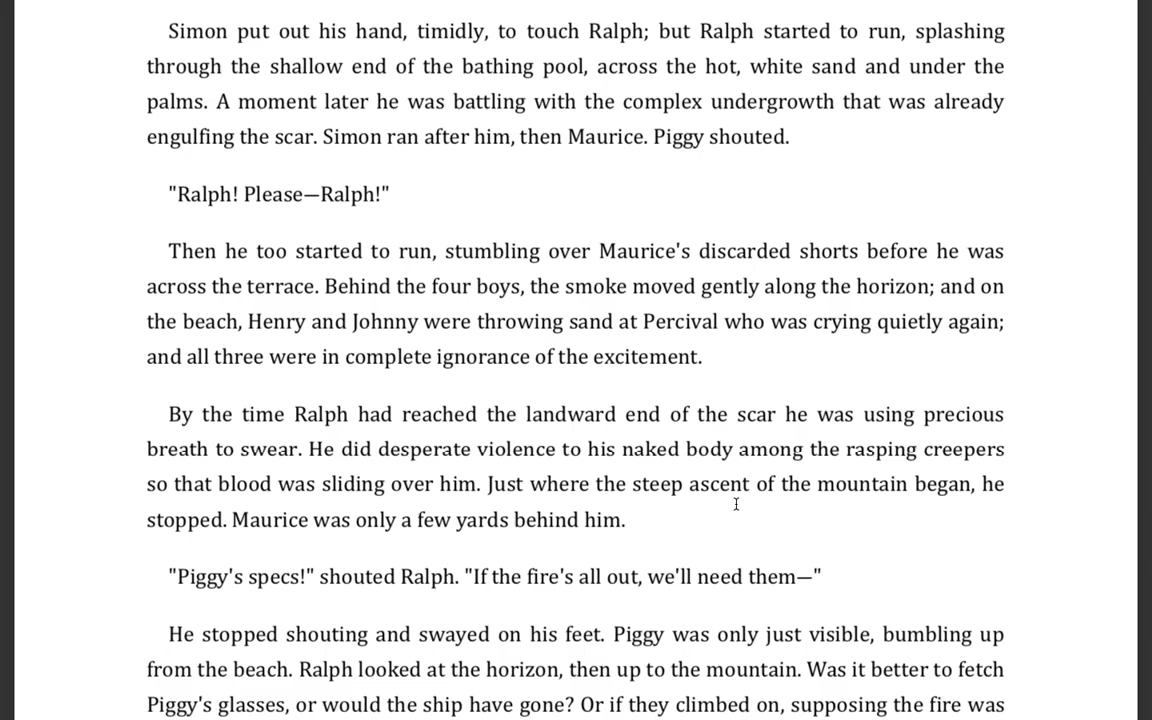 Simon put out his hand, timidly, to touch Ralph; but Ralph started to run, splashing
through the shallow end of the bathing pool, across the hot, white sand and under the
palms. A moment later he was battling with the complex undergrowth that was already
engulfing the scar. Simon ran after him, then Maurice. Piggy shouted.
"Ralph! Please—Ralph!"
Then he too started to run, stumbling over Maurice's discarded shorts before he was
across the terrace. Behind the four boys, the smoke moved gently along the horizon; and on
the beach, Henry and Johnny were throwing sand at Percival who was crying quietly again;
and all three were in complete ignorance of the excitement.
By the time Ralph had reached the landward end of the scar he was using precious
breath to swear. He did desperate violence to his naked body among the rasping creepers
so that blood was sliding over him. Just where the steep ascent of the mountain began, he
stopped. Maurice was only a few yards behind him.
"Piggy's specs!" shouted Ralph. "If the fire's all out, we'll need them—"
He stopped shouting and swayed on his feet. Piggy was only just visible, bumbling up
from the beach. Ralph looked at the horizon, then up to the mountain. Was it better to fetch
Piggy's glasses, or would the ship have gone? Or if they climbed on, supposing the fire was